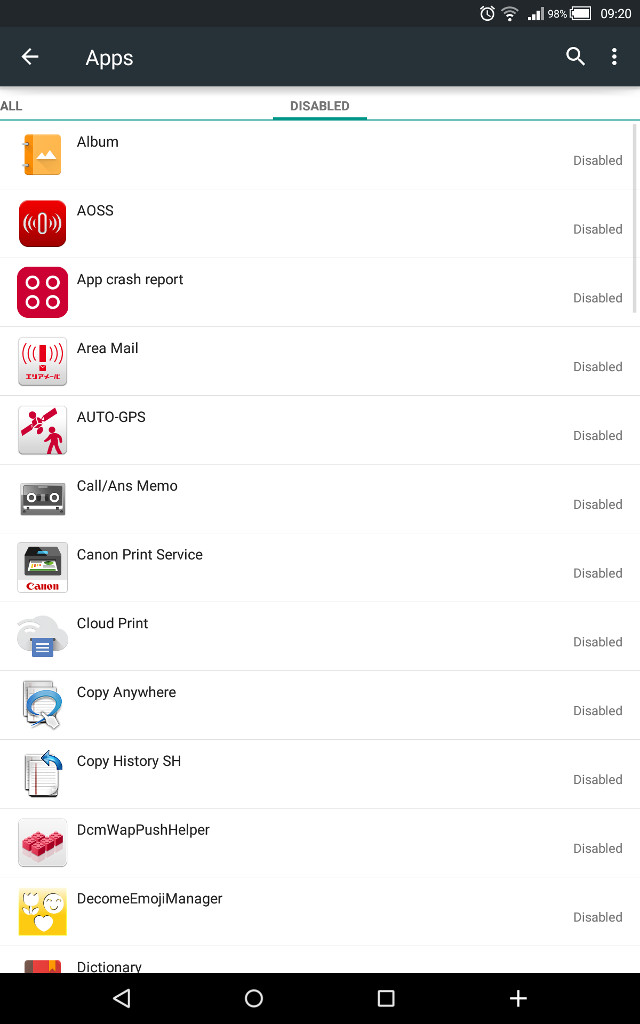 98%
09:20
Apps
ALL
DISABLED
Album
Disabled
AOSS
Disabled
App crash report
Disabled
Area Mail
エリアメール
Disabled
AUTO-GPS
Disabled
Call/Ans Memo
Disabled
Canon Print Service
Canon
Disabled
Cloud Print
Disabled
Copy Anywhere
Disabled
Copy History SH
Disabled
DcmWapPushHelper
Disabled
DecomeEmojiManager
Disabled
Dictionary